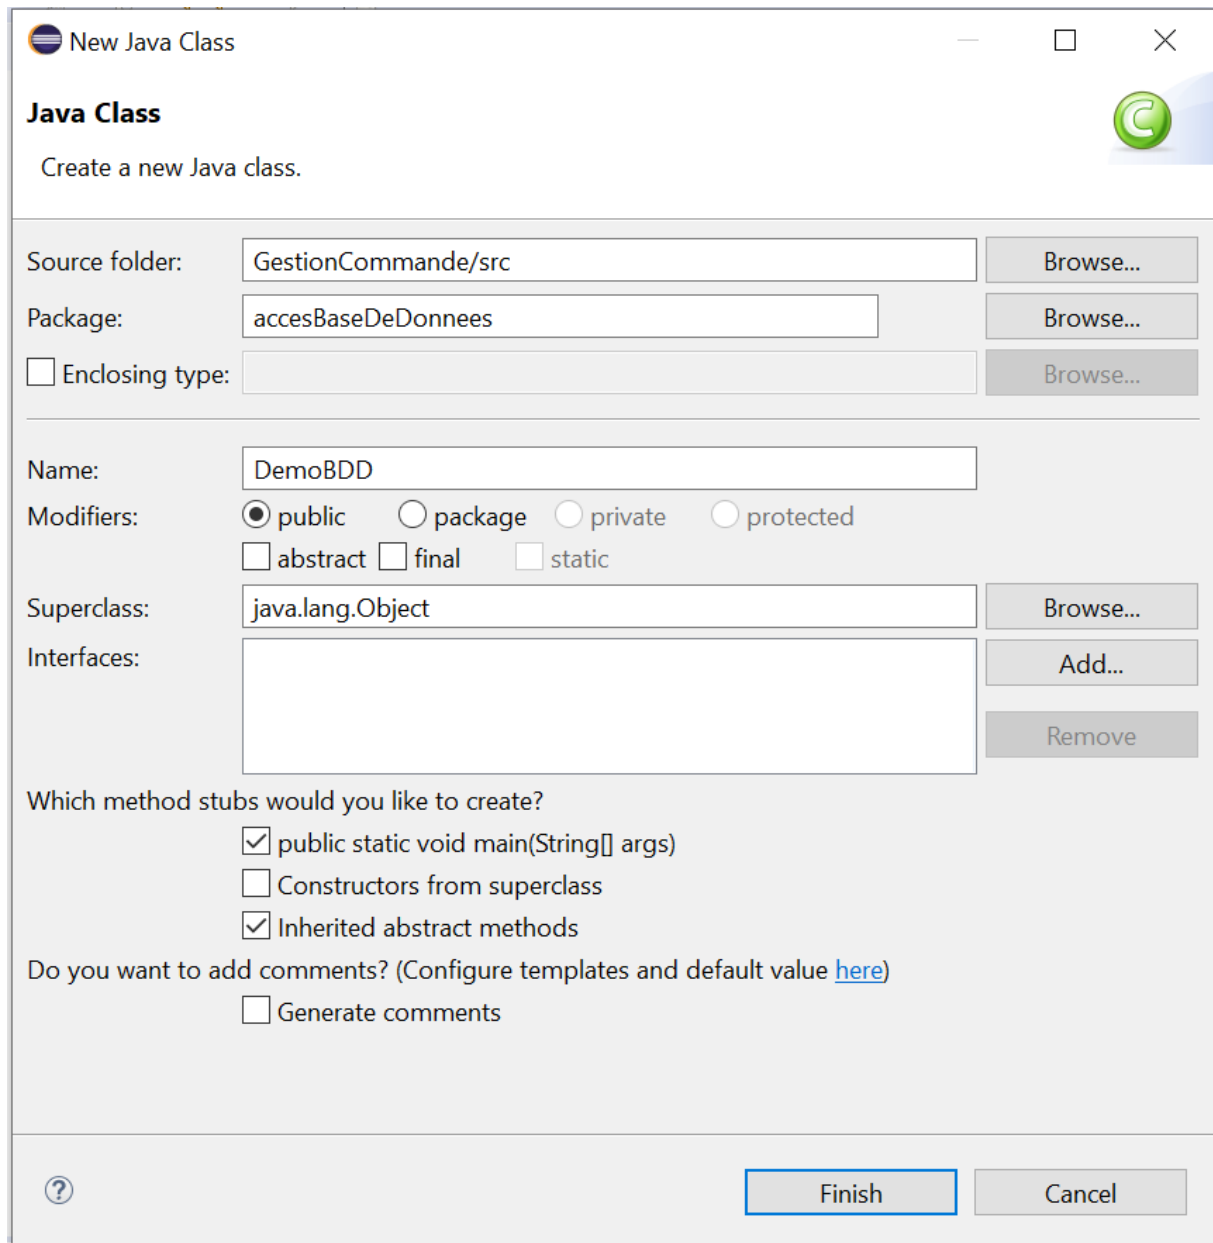 New Java Class
Java Class
Create a new Java class.
Source folder: GestionCommande/src Browse...
Package: accesBaseDeDonnees Browse...
Enclosing type: Browse...
Name: DemoBDD
Modifiers: public package private protected
abstract final static
Superclass: java.lang.Object Browse...
Interfaces: Add...
Remove
Which method stubs would you like to create?
public static void main(String[] args)
Constructors from superclass
Inherited abstract methods
Do you want to add comments? (Configure templates and default value here)
Generate comments
? Finish Cancel